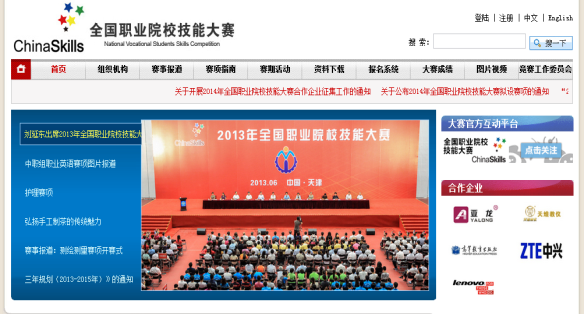 登陆 | 注册 | 中文 | English
ChinaSkills
全国职业院校技能大赛
National Vocational Students Skills Competition
搜 索:
搜一下
首页 组织机构 赛事报道 赛项指南 赛期活动 资料下载 报名系统 大赛成绩 图片视频 竞赛工作委员会
关于开展2014年全国职业院校技能大赛合作企业征集工作的通知 关于公布2014年全国职业院校技能大赛拟设赛项的通知
刘延东出席2013年全国职业院校技能大
中职组职业英语赛项图片报道
护理赛项
弘扬手工制茶的传统魅力
赛事报道：测绘测量赛项开赛式
三年规划（2013-2015年）》的通知
2013年全国职业院校技能大赛
2013.06 中国·天津
大赛官方互动平台
全国职业院校
技能大赛
ChinaSkills
点击关注
合作企业
亚龙
YALONG
天煌教仪
高等教育出版社
ZTE中兴
lenovo